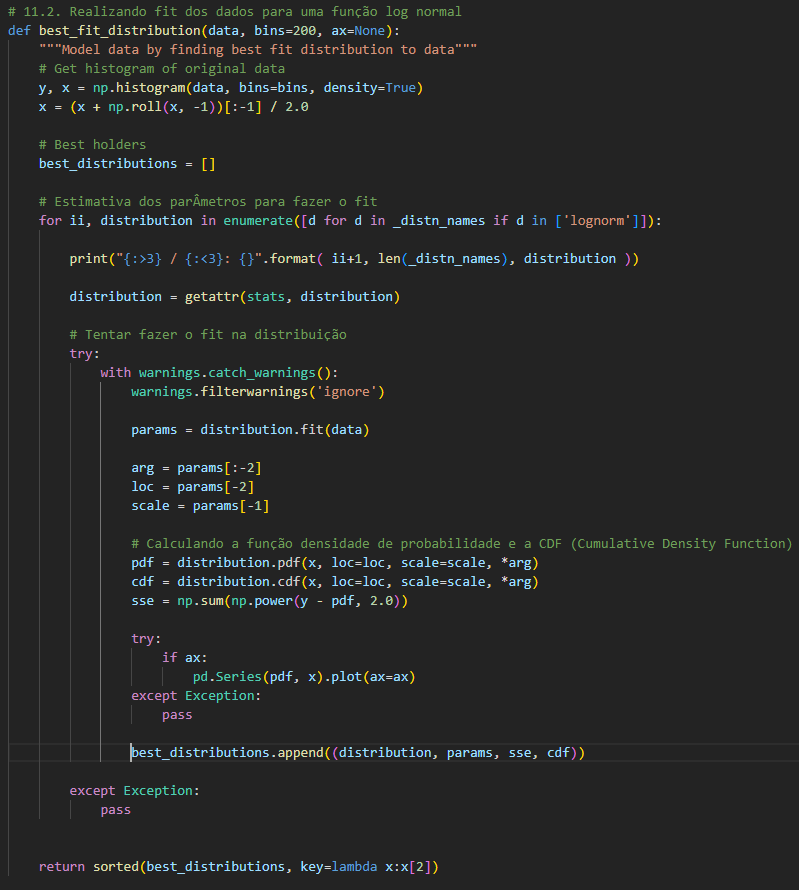 # 11.2. Realizando fit dos dados para uma função log normal
def best_fit_distribution(data, bins=200, ax=None):
    """Model data by finding best fit distribution to data"""
    # Get histogram of original data
    y, x = np.histogram(data, bins=bins, density=True)
    x = (x + np.roll(x, -1))[:-1] / 2.0

    # Best holders
    best_distributions = []

    # Estimativa dos parÂmetros para fazer o fit
    for ii, distribution in enumerate([d for d in _distn_names if d in ['lognorm']]):

        print("{:>3} / {:<3}: {}".format( ii+1, len(_distn_names), distribution ))

        distribution = getattr(stats, distribution)

        # Tentar fazer o fit na distribuição
        try:
            with warnings.catch_warnings():
                warnings.filterwarnings('ignore')

                params = distribution.fit(data)

                arg = params[:-2]
                loc = params[-2]
                scale = params[-1]

                # Calculando a função densidade de probabilidade e a CDF (Cumulative Density Function)
                pdf = distribution.pdf(x, loc=loc, scale=scale, *arg)
                cdf = distribution.cdf(x, loc=loc, scale=scale, *arg)
                sse = np.sum(np.power(y - pdf, 2.0))

                try:
                    if ax:
                        pd.Series(pdf, x).plot(ax=ax)
                except Exception:
                    pass

                best_distributions.append((distribution, params, sse, cdf))

        except Exception:
            pass


    return sorted(best_distributions, key=lambda x:x[2])